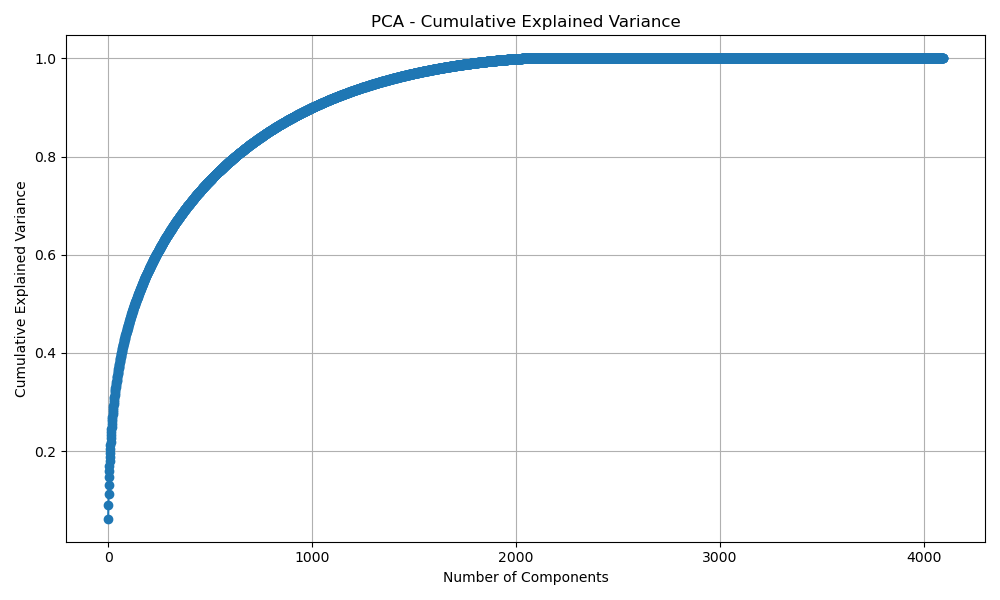 PCA - Cumulative Explained Variance
1.0
0.8
0.6
0.4
0.2
Cumulative Explained Variance
0 1000 2000 3000 4000
Number of Components